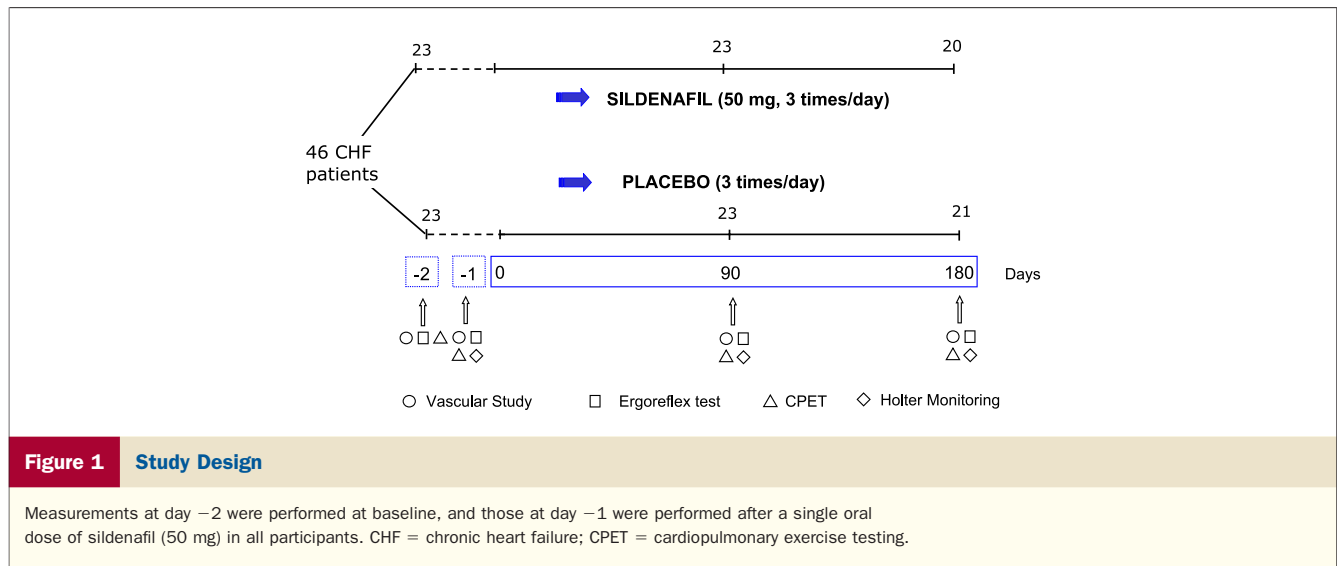 23 23 20
SILDENAFIL (50 mg, 3 times/day)
46 CHF
patients
PLACEBO (3 times/day)
23 23 21
-2 -1 0 90 180 Days
Vascular Study Ergoreflex test CPET Holter Monitoring
Figure 1 Study Design
Measurements at day −2 were performed at baseline, and those at day −1 were performed after a single oral
dose of sildenafil (50 mg) in all participants. CHF = chronic heart failure; CPET = cardiopulmonary exercise testing.